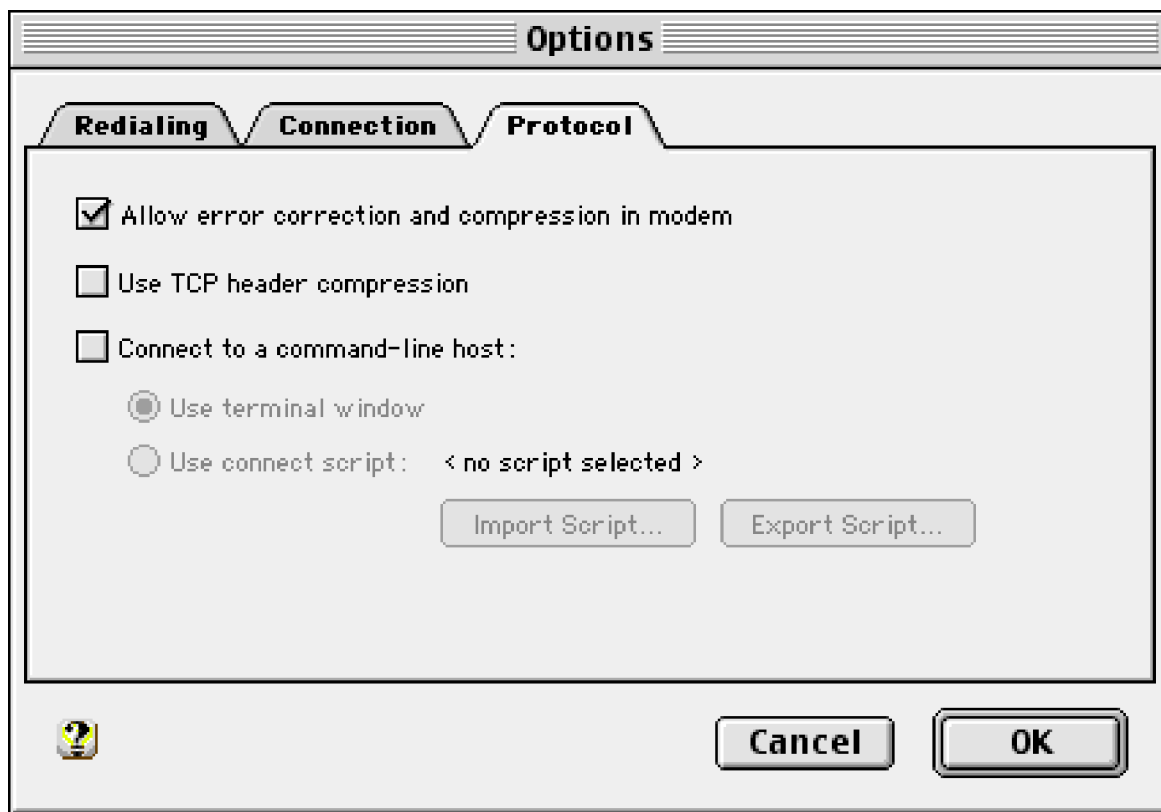 Options
Redialing Connection Protocol
Allow error correction and compression in modem
Use TCP header compression
Connect to a command-line host:
Use terminal window
Use connect script: < no script selected >
Import Script... Export Script...
?
Cancel OK